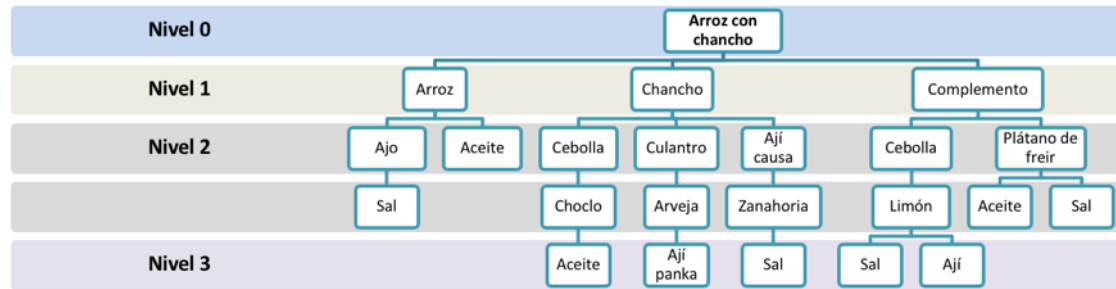 Nivel 0
Arroz con
chancho
Nivel 1
Arroz
Chancho
Complemento
Nivel 2
Ajo
Aceite
Cebolla
Culantro
Ají
causa
Cebolla
Plátano de
freir
Sal
Choclo
Arveja
Zanahoria
Limón
Aceite
Sal
Nivel 3
Aceite
Ají
panka
Sal
Sal
Ají